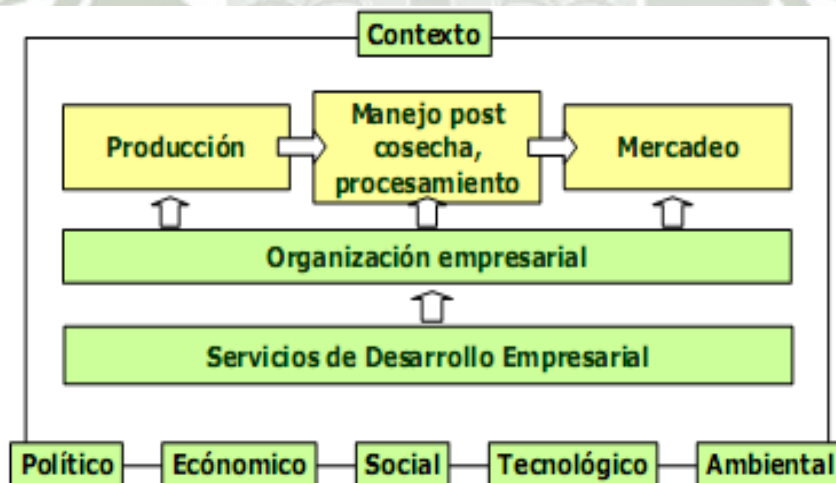 Contexto
Producción
Manejo post
cosecha,
procesamiento
Mercadeo
Organización empresarial
Servicios de Desarrollo Empresarial
Político
Ecónomico
Social
Tecnológico
Ambiental